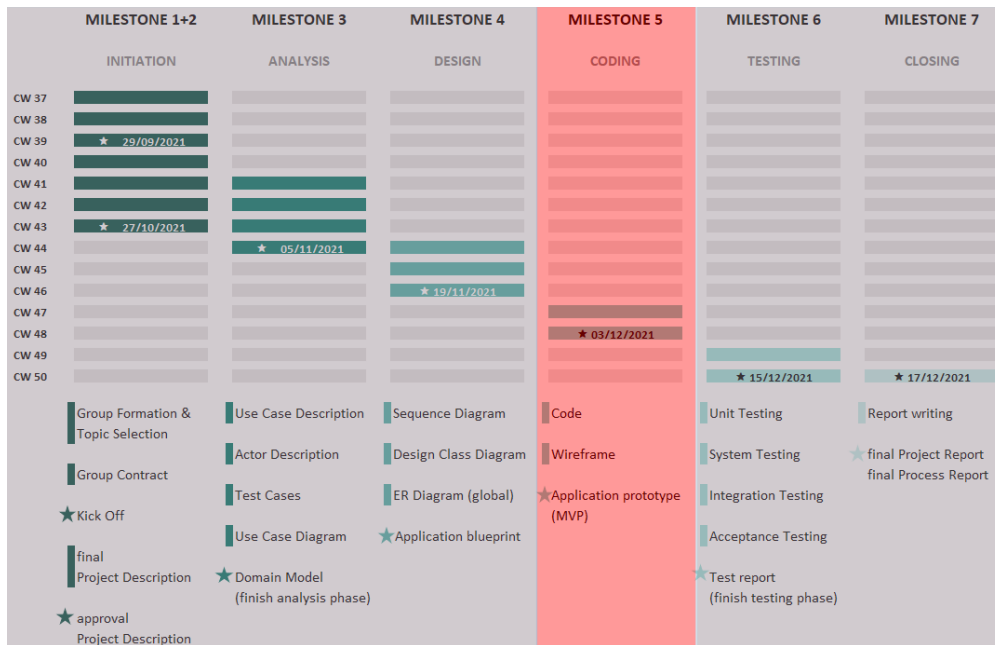 MILESTONE 1+2 MILESTONE 3 MILESTONE 4 MILESTONE 5 MILESTONE 6 MILESTONE 7
INITIATION ANALYSIS DESIGN CODING TESTING CLOSING
CW 37
CW 38
CW 39 29/09/2021
CW 40
CW 41
CW 42
CW 43 27/10/2021
CW 44 05/11/2021
CW 45
CW 46 19/11/2021
CW 47
CW 48 03/12/2021
CW 49
CW 50 15/12/2021 17/12/2021
Group Formation &
Topic Selection
Group Contract
Kick Off
final
Project Description
approval
Project Description
Use Case Description
Actor Description
Test Cases
Use Case Diagram
Domain Model
(finish analysis phase)
Sequence Diagram
Design Class Diagram
ER Diagram (global)
Application blueprint
Code
Wireframe
Application prototype
(MVP)
Unit Testing
System Testing
Integration Testing
Acceptance Testing
Test report
(finish testing phase)
Report writing
final Project Report
final Process Report